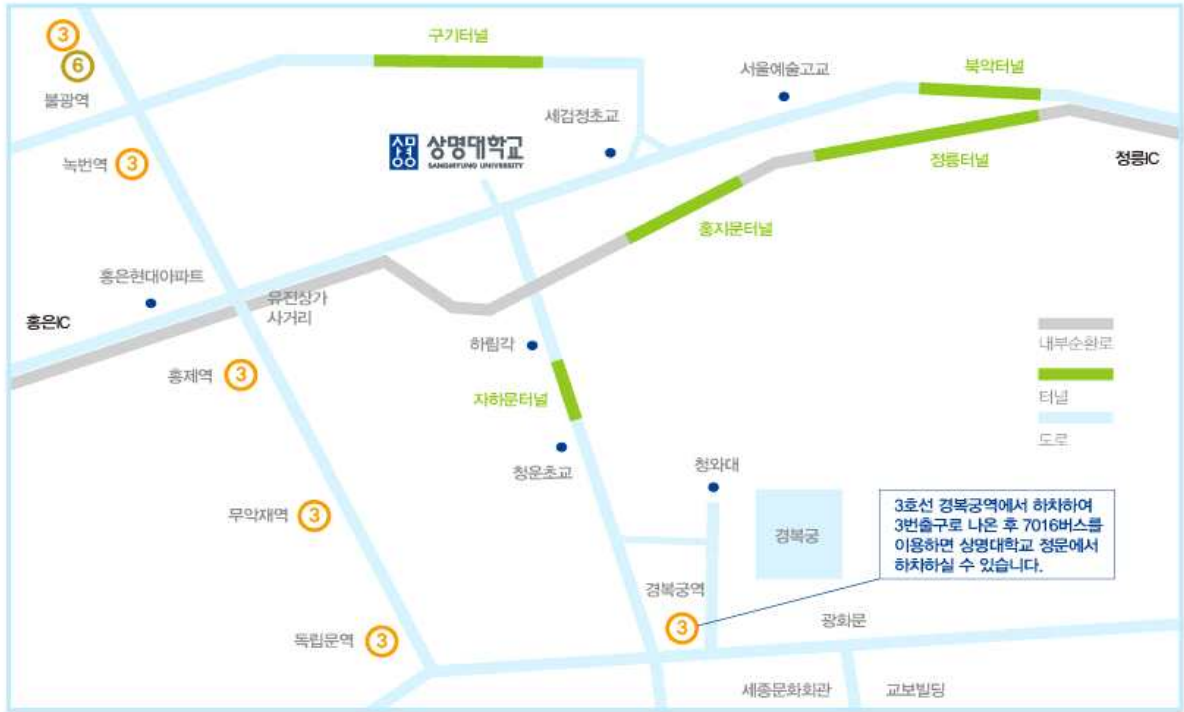 3
6
불광역
구기터널
서울예술고교
북악터널
세검정초교
상명
상명대학교
SANGMYUNG UNIVERSITY
녹번역
3
정릉터널
정릉IC
홍지문터널
홍은현대아파트
유진상가
사거리
홍은IC
하림각
내부순환로
홍제역
3
자하문터널
터널
도로
청운초교
청와대
무악재역
3
경복궁
3호선 경복궁역에서 하차하여
3번출구로 나온 후 7016버스를
이용하면 상명대학교 정문에서
하차하실 수 있습니다.
경복궁역
3
광화문
독립문역
3
세종문화회관
교보빌딩